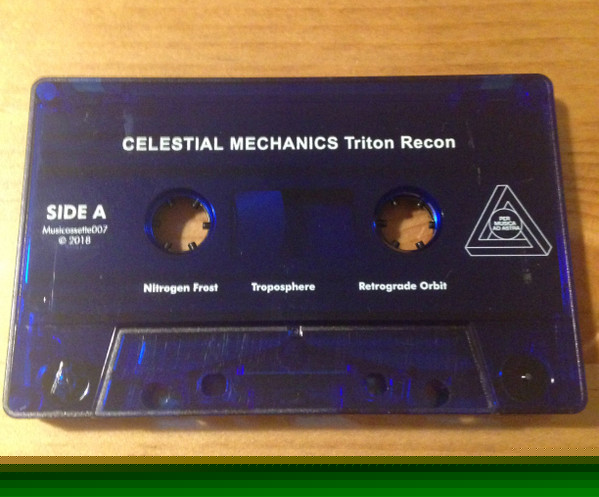 CELESTIAL MECHANICS Triton Recon
SIDE A
Musicassette007
© 2018
PER
MUSICA
AD ASTRA
Nitrogen Frost Troposphere Retrograde Orbit